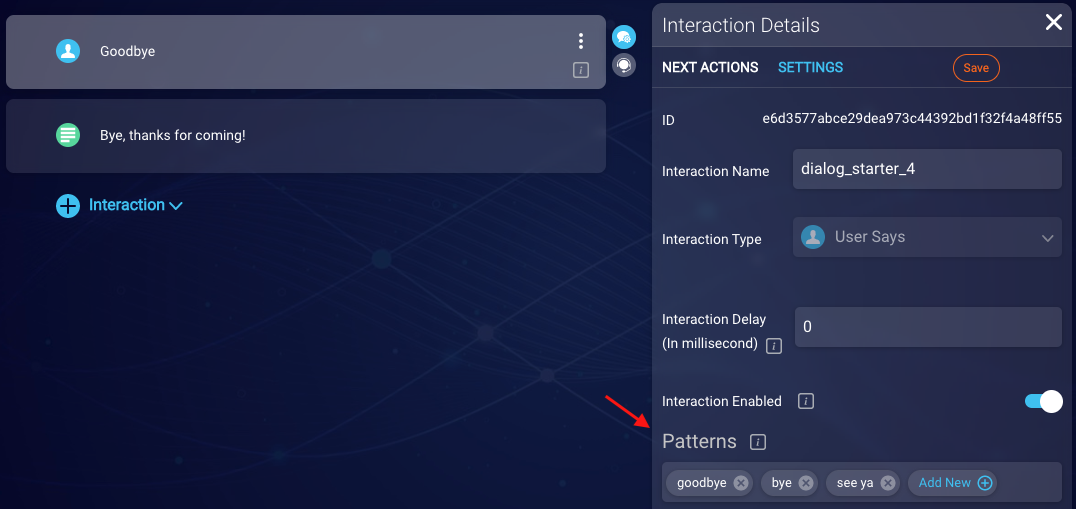 Goodbye
Bye, thanks for coming!
Interaction
Interaction Details
NEXT ACTIONS SETTINGS Save
ID e6d3577abce29dea973c44392bd1f32f4a48ff55
Interaction Name dialog_starter_4
Interaction Type User Says
Interaction Delay
(In millisecond) i 0
Interaction Enabled i
Patterns i
goodbye bye see ya Add New